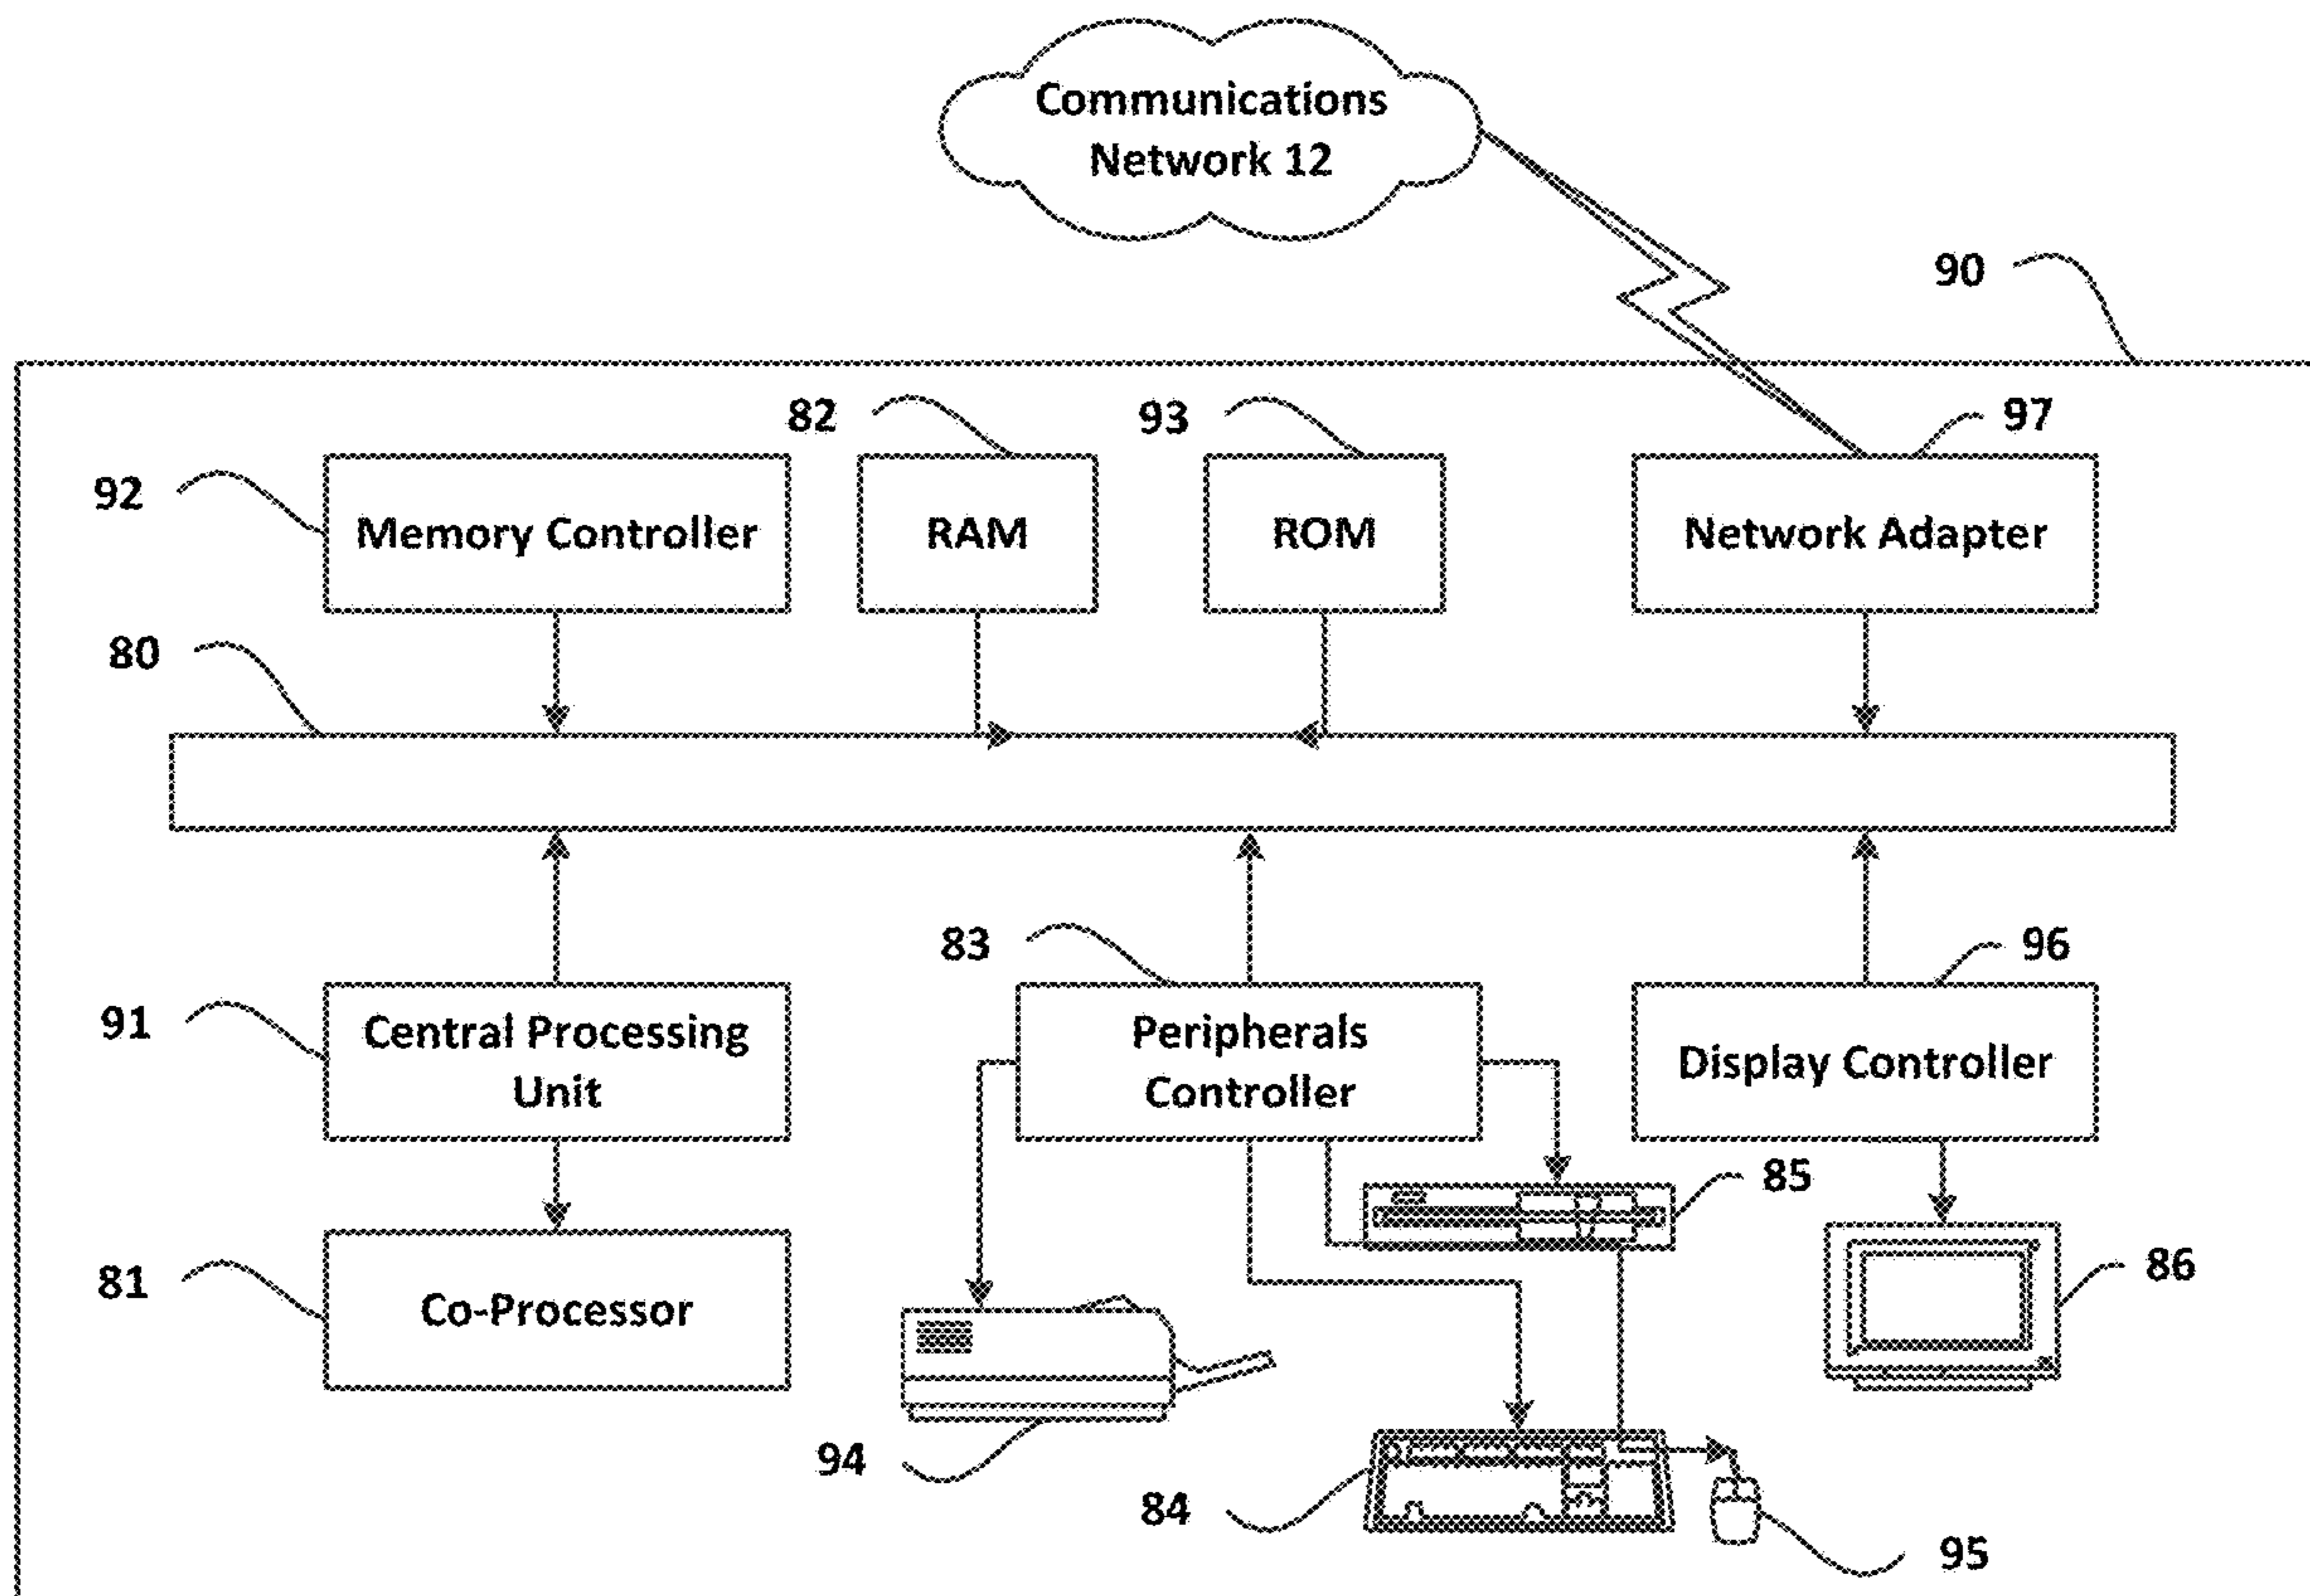 Communications
Network 12
90
82
93
97
92
Memory Controller
RAM
ROM
Network Adapter
80
83
96
91
Central Processing
Unit
Peripherals
Controller
Display Controller
85
86
81
Co-Processor
94
84
95